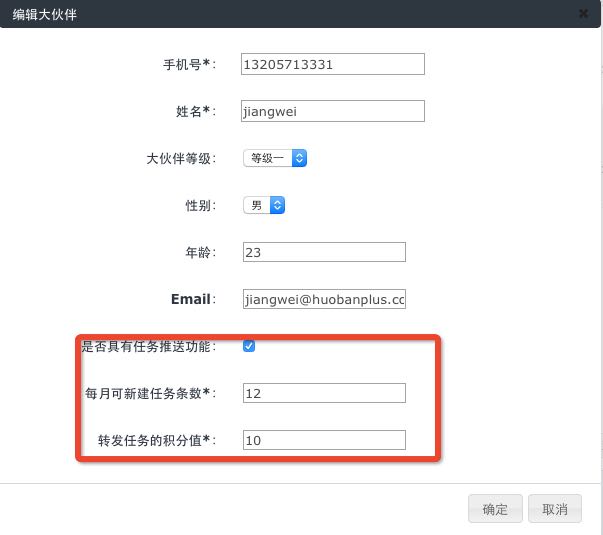 编辑大伙伴
手机号*: 13205713331
姓名*: jiangwei
大伙伴等级: 等级一
性别: 男
年龄: 23
Email: jiangwei@huobanplus.cc
是否具有任务推送功能:
每月可新建任务条数*: 12
转发任务的积分值*: 10
确定 取消